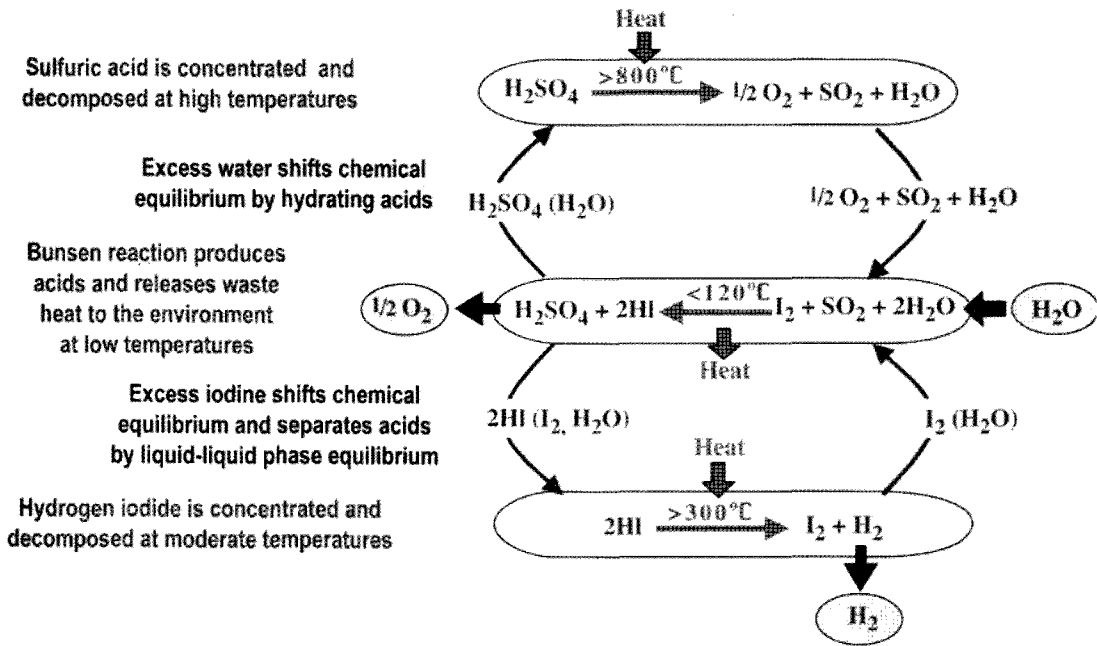 Heat
Sulfuric acid is concentrated and
decomposed at high temperatures
H₂SO₄ >800°C 1/2 O₂ + SO₂ + H₂O
Excess water shifts chemical
equilibrium by hydrating acids
H₂SO₄ (H₂O)
1/2 O₂ + SO₂ + H₂O
Bunsen reaction produces
acids and releases waste
heat to the environment
at low temperatures
1/2 O₂
H₂SO₄ + 2HI <120°C I₂ + SO₂ + 2H₂O
H₂O
Heat
Excess iodine shifts chemical
equilibrium and separates acids
by liquid-liquid phase equilibrium
2HI (I₂, H₂O)
I₂ (H₂O)
Heat
Hydrogen iodide is concentrated and
decomposed at moderate temperatures
2HI >300°C I₂ + H₂
H₂